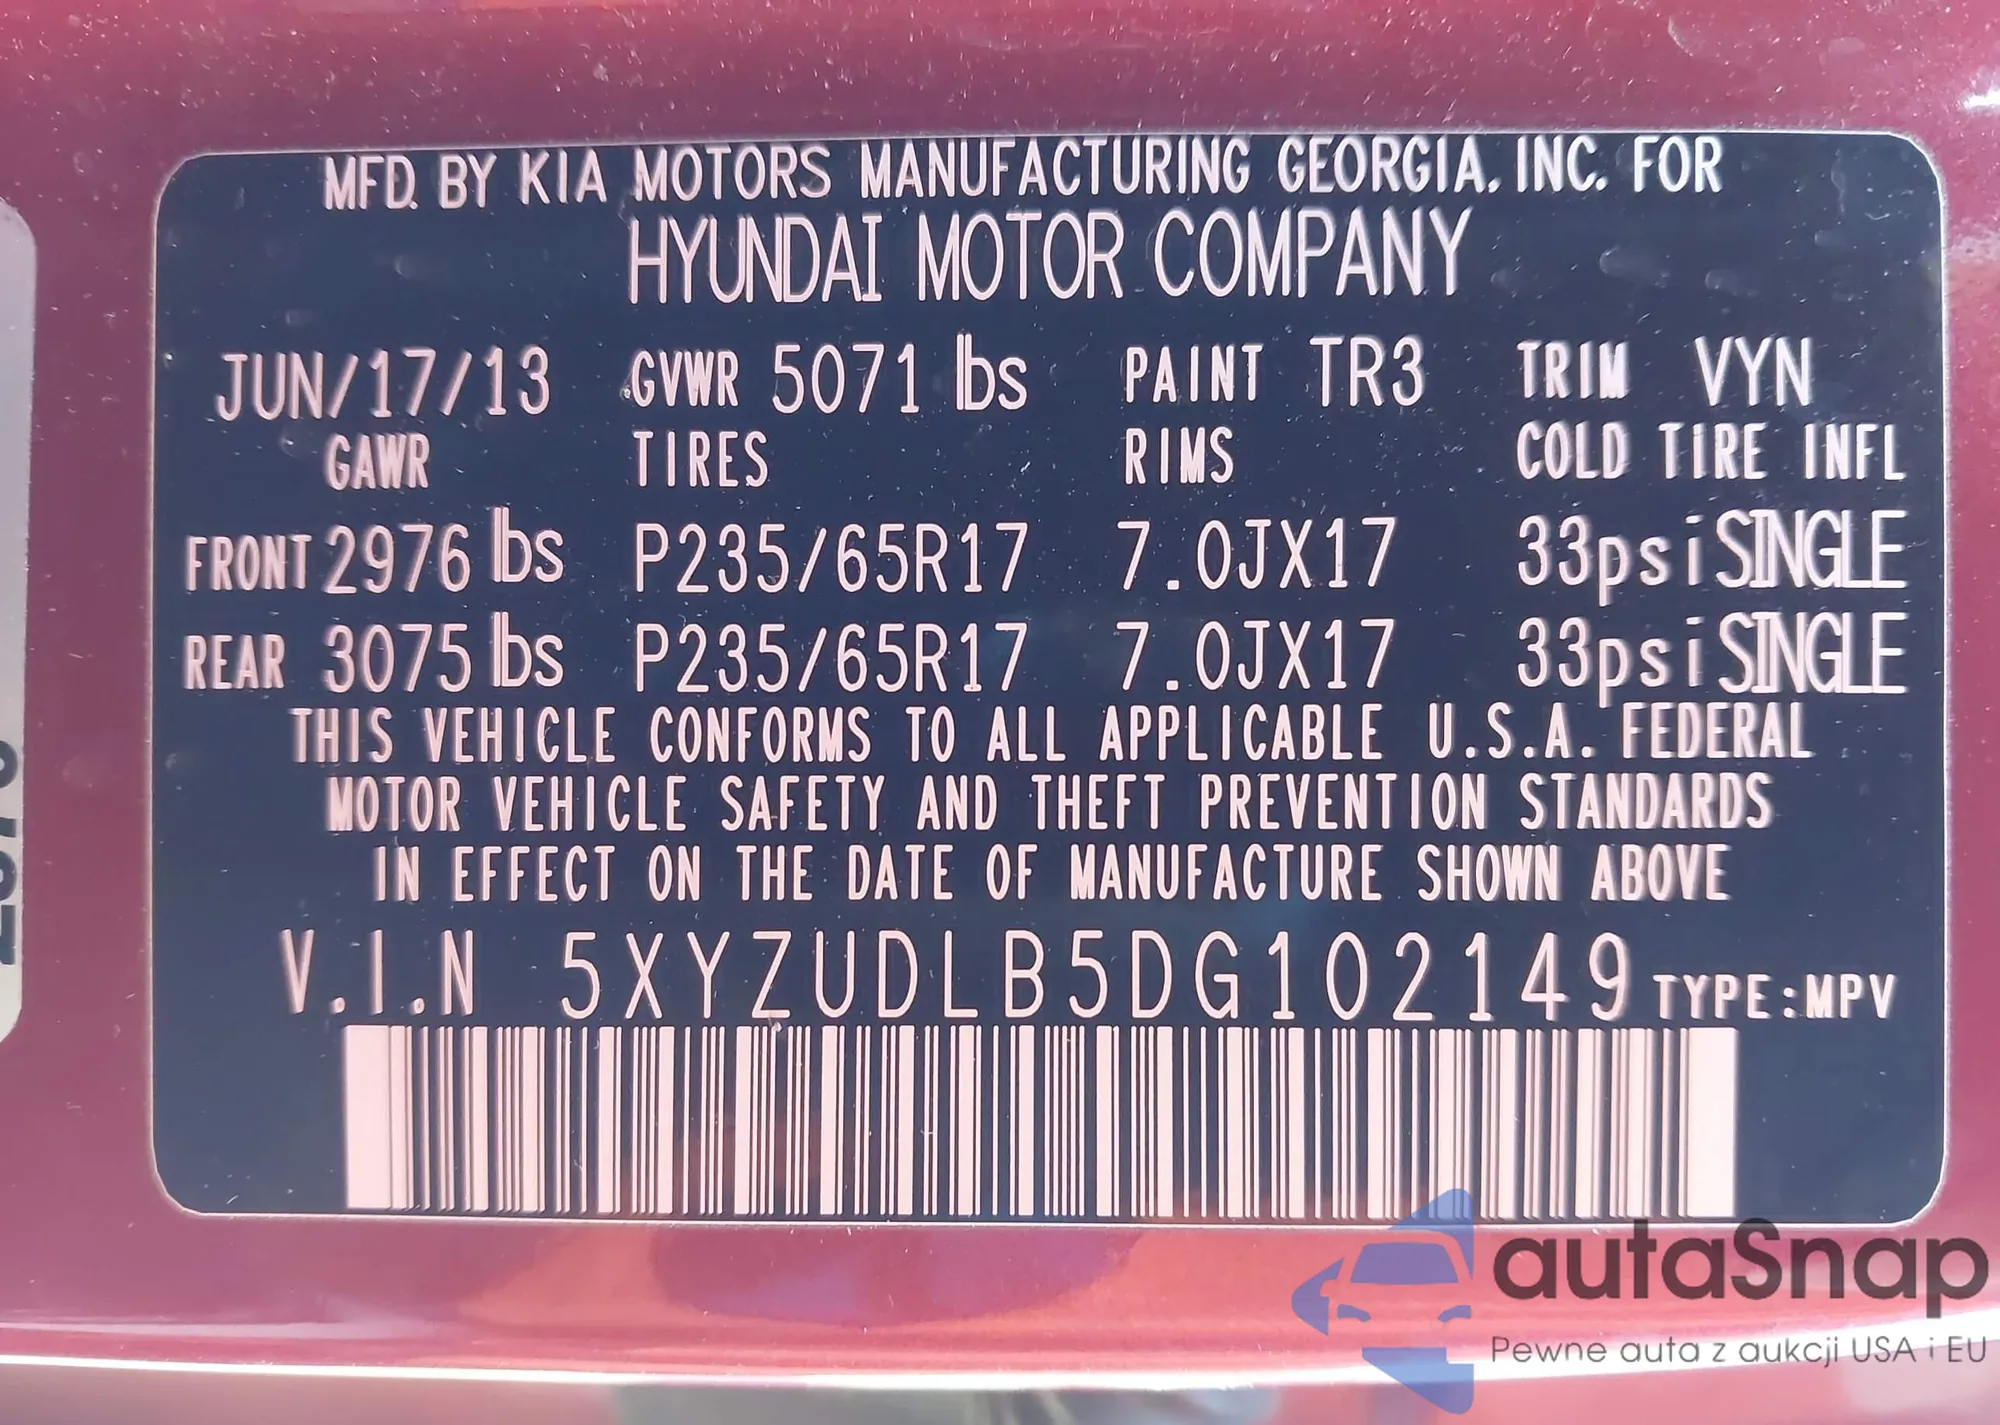 MFD. BY KIA MOTORS MANUFACTURING GEORGIA, INC. FOR
HYUNDAI MOTOR COMPANY
JUN/17/13 GVWR 5071 lbs PAINT TR3 TRIM VYN
GAWR TIRES RIMS COLD TIRE INFL
FRONT 2976 lbs P235/65R17 7.0JX17 33psi SINGLE
REAR 3075 lbs P235/65R17 7.0JX17 33psi SINGLE
THIS VEHICLE CONFORMS TO ALL APPLICABLE U.S.A. FEDERAL
MOTOR VEHICLE SAFETY AND THEFT PREVENTION STANDARDS
IN EFFECT ON THE DATE OF MANUFACTURE SHOWN ABOVE
V.I.N 5XYZUDLB5DG102149 TYPE:MPV
autaSnap
Pewne auta z aukcji USA i EU